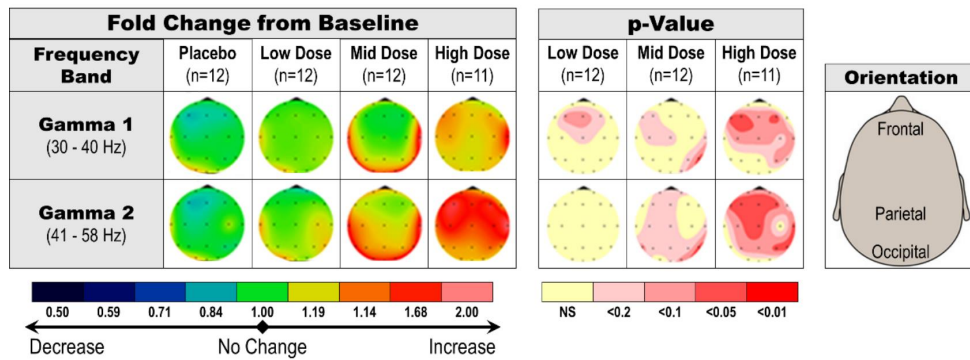 Fold Change from Baseline
Frequency Band
Placebo (n=12)
Low Dose (n=12)
Mid Dose (n=12)
High Dose (n=11)
Gamma 1
(30 - 40 Hz)
Gamma 2
(41 - 58 Hz)
0.50 0.59 0.71 0.84 1.00 1.19 1.14 1.68 2.00
Decrease No Change Increase
p-Value
Low Dose (n=12)
Mid Dose (n=12)
High Dose (n=11)
NS <0.2 <0.1 <0.05 <0.01
Orientation
Frontal
Parietal
Occipital